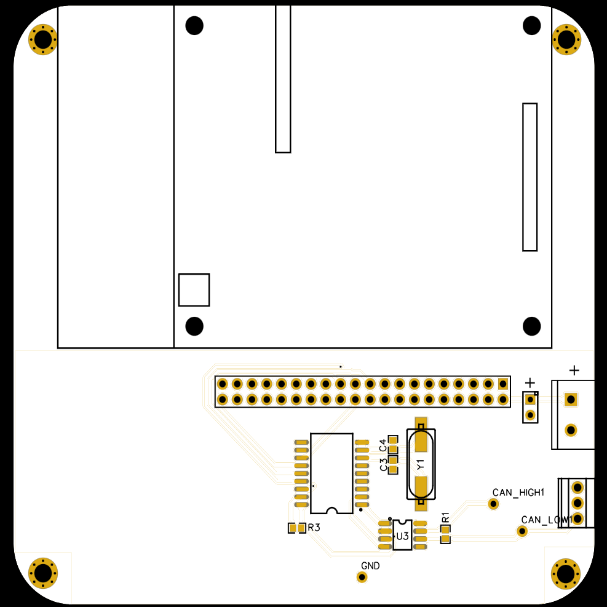 +
+
C4
C3
Y1
CAN_HIGH1
R1
CAN_LOW1
R3
U3
GND